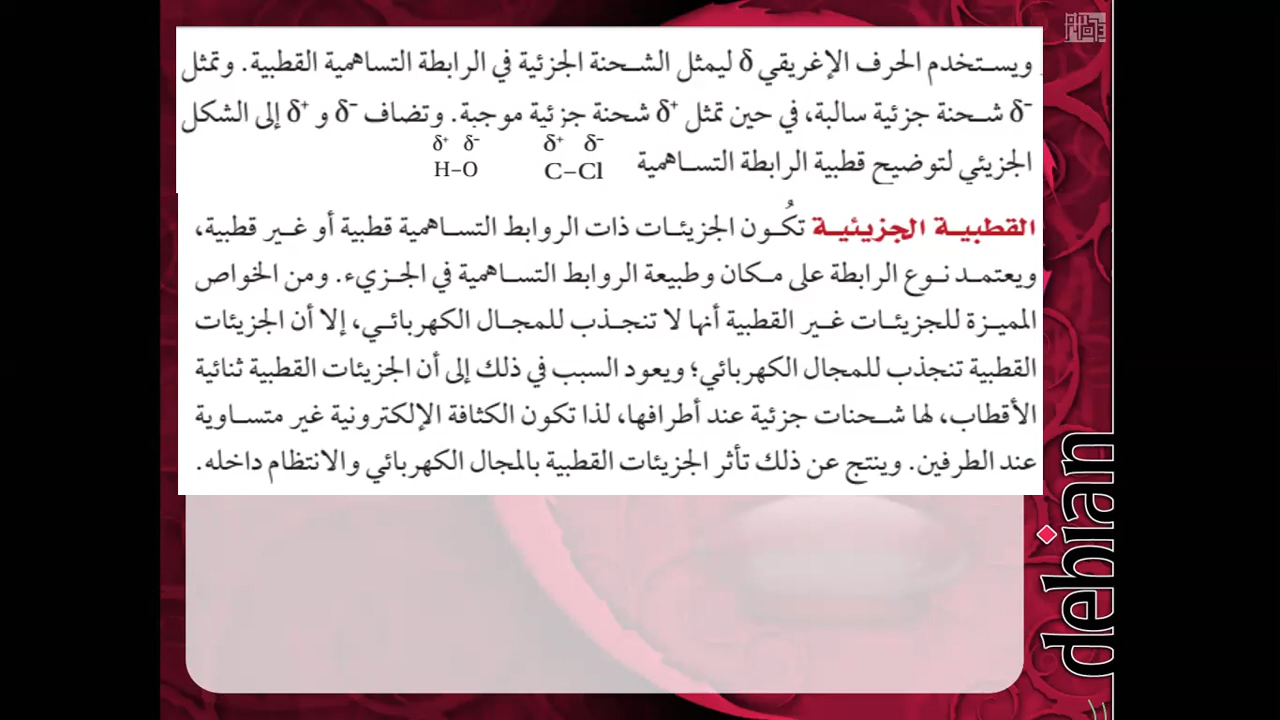 ويستخدم الحرف الإغريقي δ ليمثل الشحنة الجزئية في الرابطة التساهمية القطبية. وتمثل
δ⁻ شحنة جزئية سالبة، في حين تمثل δ⁺ شحنة جزئية موجبة. وتضاف δ⁻ و δ⁺ إلى الشكل
δ⁺ δ⁻ δ⁺ δ⁻
الجزيئي لتوضيح قطبية الرابطة التساهمية C–Cl H–O
القطبية الجزيئية تكُون الجزيئات ذات الروابط التساهمية قطبية أو غير قطبية،
ويعتمد نوع الرابطة على مكان وطبيعة الروابط التساهمية في الجزيء. ومن الخواص
المميزة للجزيئات غير القطبية أنها لا تنجذب للمجال الكهربائي، إلا أن الجزيئات
القطبية تنجذب للمجال الكهربائي؛ ويعود السبب في ذلك إلى أن الجزيئات القطبية ثنائية
الأقطاب، لها شحنات جزئية عند أطرافها، لذا تكون الكثافة الإلكترونية غير متساوية
عند الطرفين. وينتج عن ذلك تأثر الجزيئات القطبية بالمجال الكهربائي والانتظام داخله.
debian